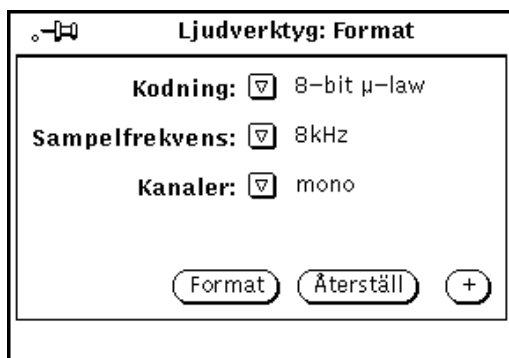 Ljudverktyg: Format
Kodning: 8-bit µ-law
Sampelfrekvens: 8kHz
Kanaler: mono
Format Återställ +